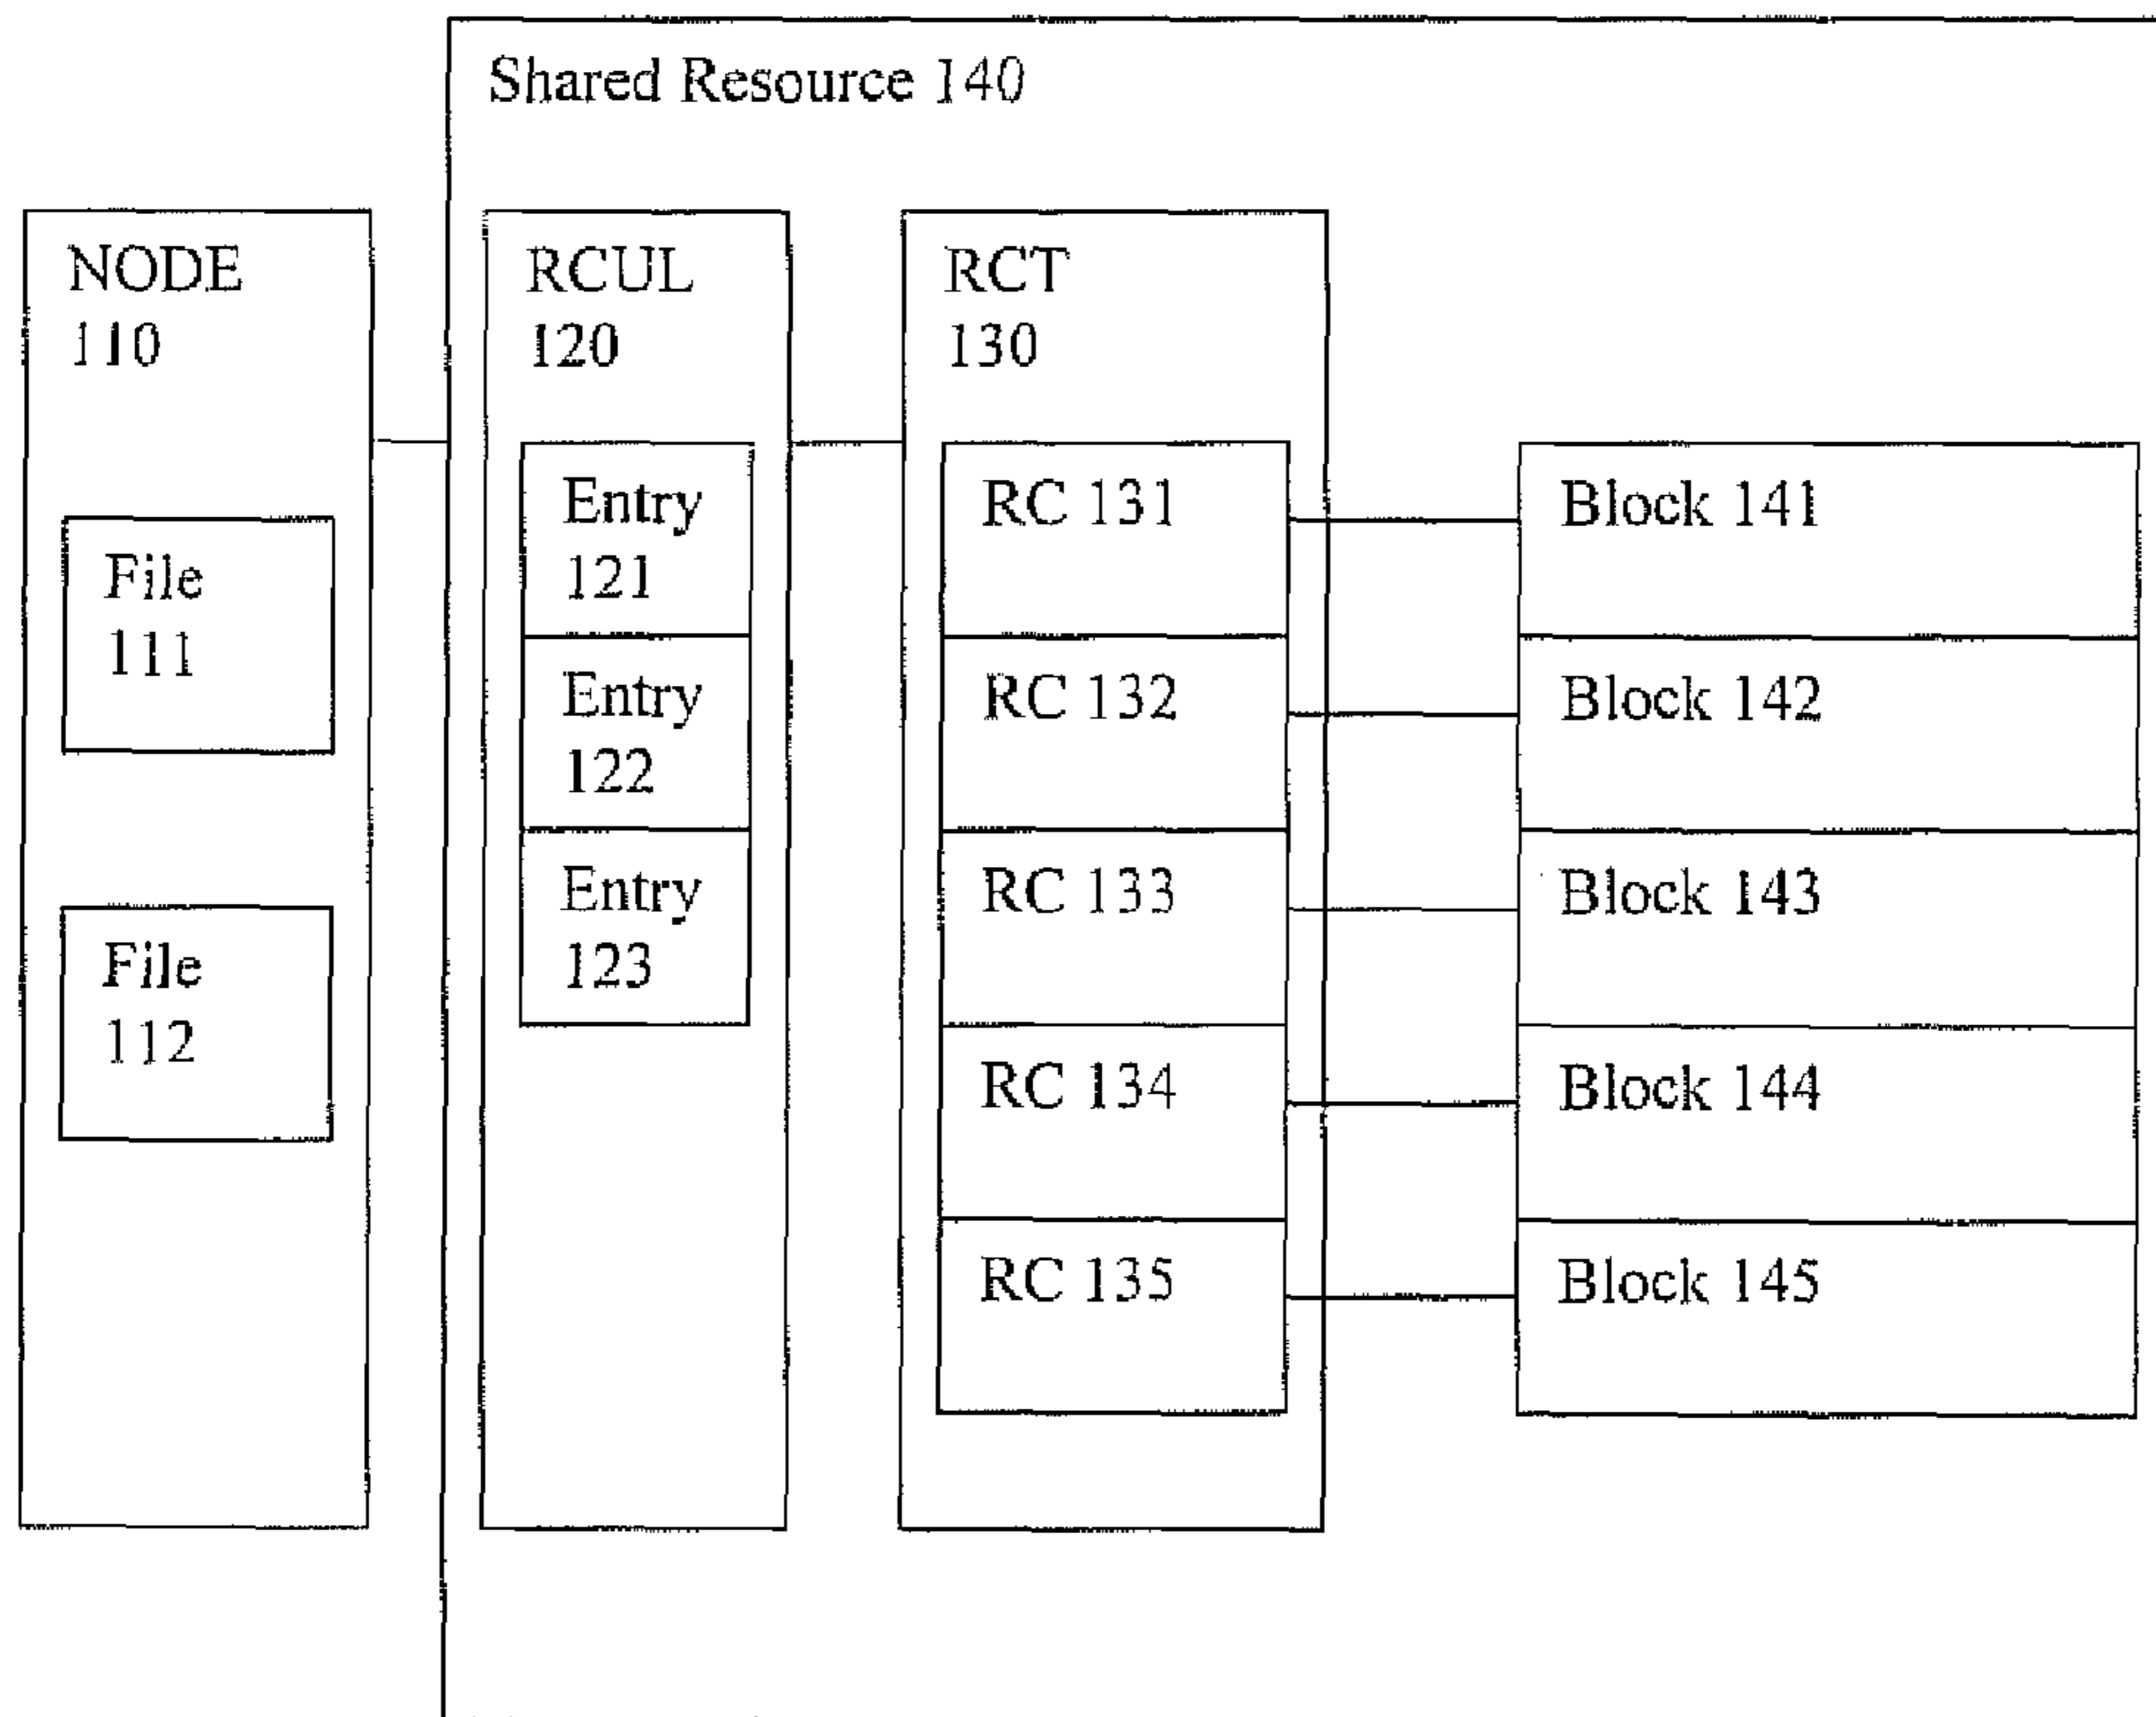 Shared Resource 140
NODE
110
File
111
File
112
RCUL
120
Entry
121
Entry
122
Entry
123
RCT
130
RC 131
RC 132
RC 133
RC 134
RC 135
Block 141
Block 142
Block 143
Block 144
Block 145